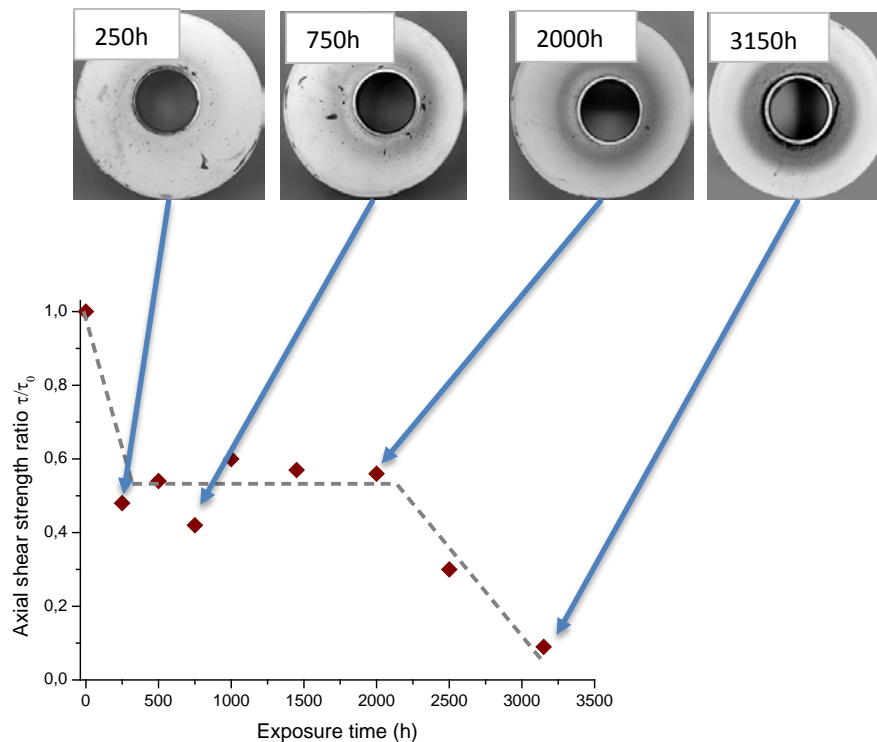 250h
750h
2000h
3150h
1,0
0,8
0,6
0,4
0,2
0,0
Axial shear strength ratio τ/τ0
0 500 1000 1500 2000 2500 3000 3500
Exposure time (h)